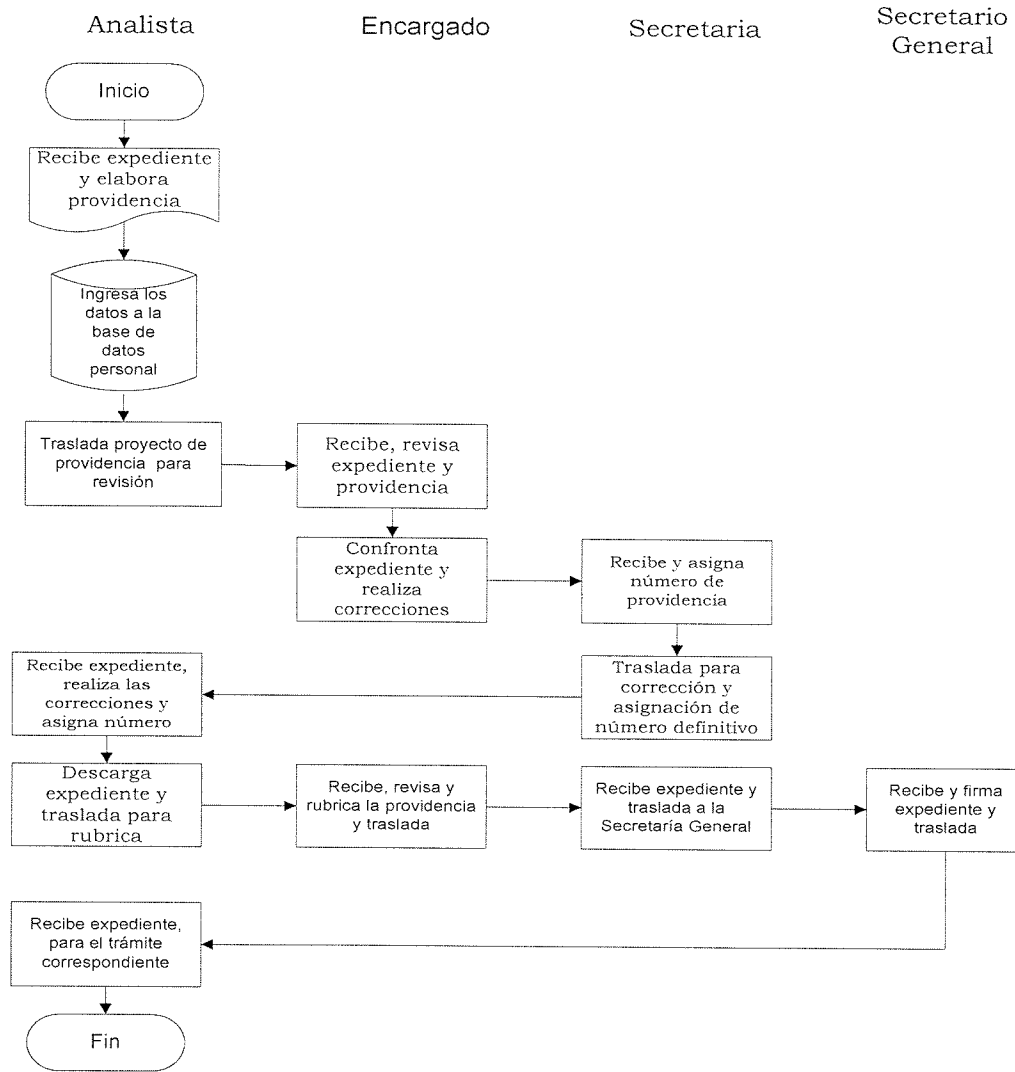 Analista
Encargado
Secretaria
Secretario
General
Inicio
Recibe expediente
y elabora
providencia
Ingresa los
datos a la
base de
datos
personal
Traslada proyecto de
providencia para
revisión
Recibe, revisa
expediente y
providencia
Confronta
expediente y
realiza
correcciones
Recibe y asigna
número de
providencia
Traslada para
corrección y
asignación de
número definitivo
Recibe expediente,
realiza las
correcciones y
asigna número
Descarga
expediente y
traslada para
rubrica
Recibe, revisa y
rubrica la providencia
y traslada
Recibe expediente y
traslada a la
Secretaría General
Recibe y firma
expediente y
traslada
Recibe expediente,
para el trámite
correspondiente
Fin